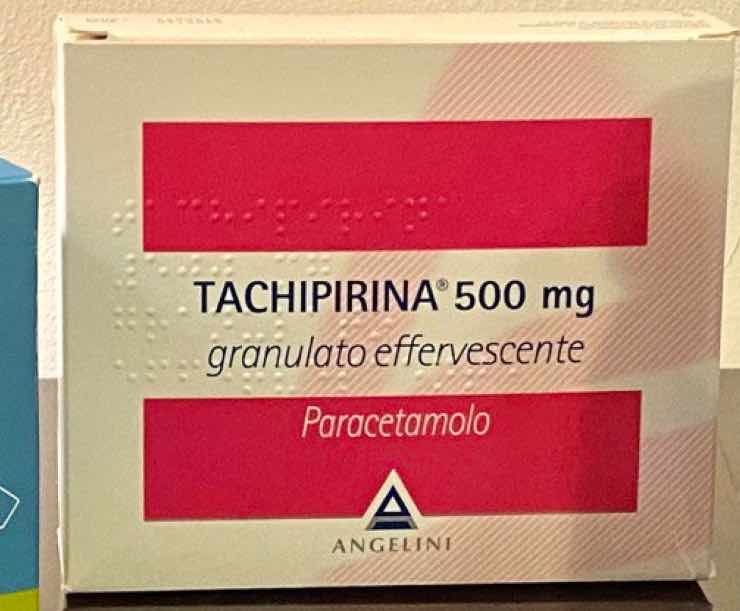 TACHIPIRINA® 500 mg
granulato effervescente
Paracetamolo
ANGELINI